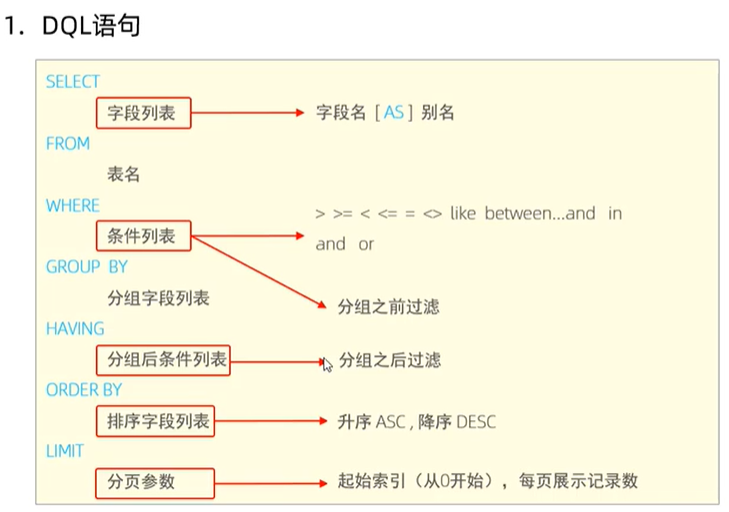 1. DQL语句
SELECT
字段列表 字段名 [ AS ] 别名
FROM
表名
WHERE
> >= < <= = <> like between...and in
条件列表
and or
GROUP BY
分组字段列表 分组之前过滤
HAVING
分组后条件列表 分组之后过滤
ORDER BY
排序字段列表 升序 ASC , 降序 DESC
LIMIT
分页参数 起始索引（从0开始），每页展示记录数